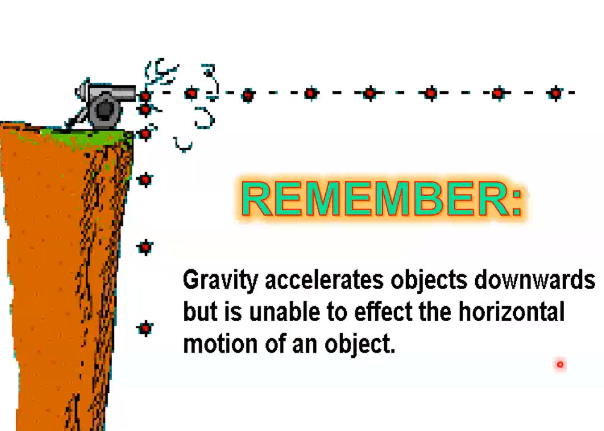 REMEMBER:
Gravity accelerates objects downwards
but is unable to effect the horizontal
motion of an object.